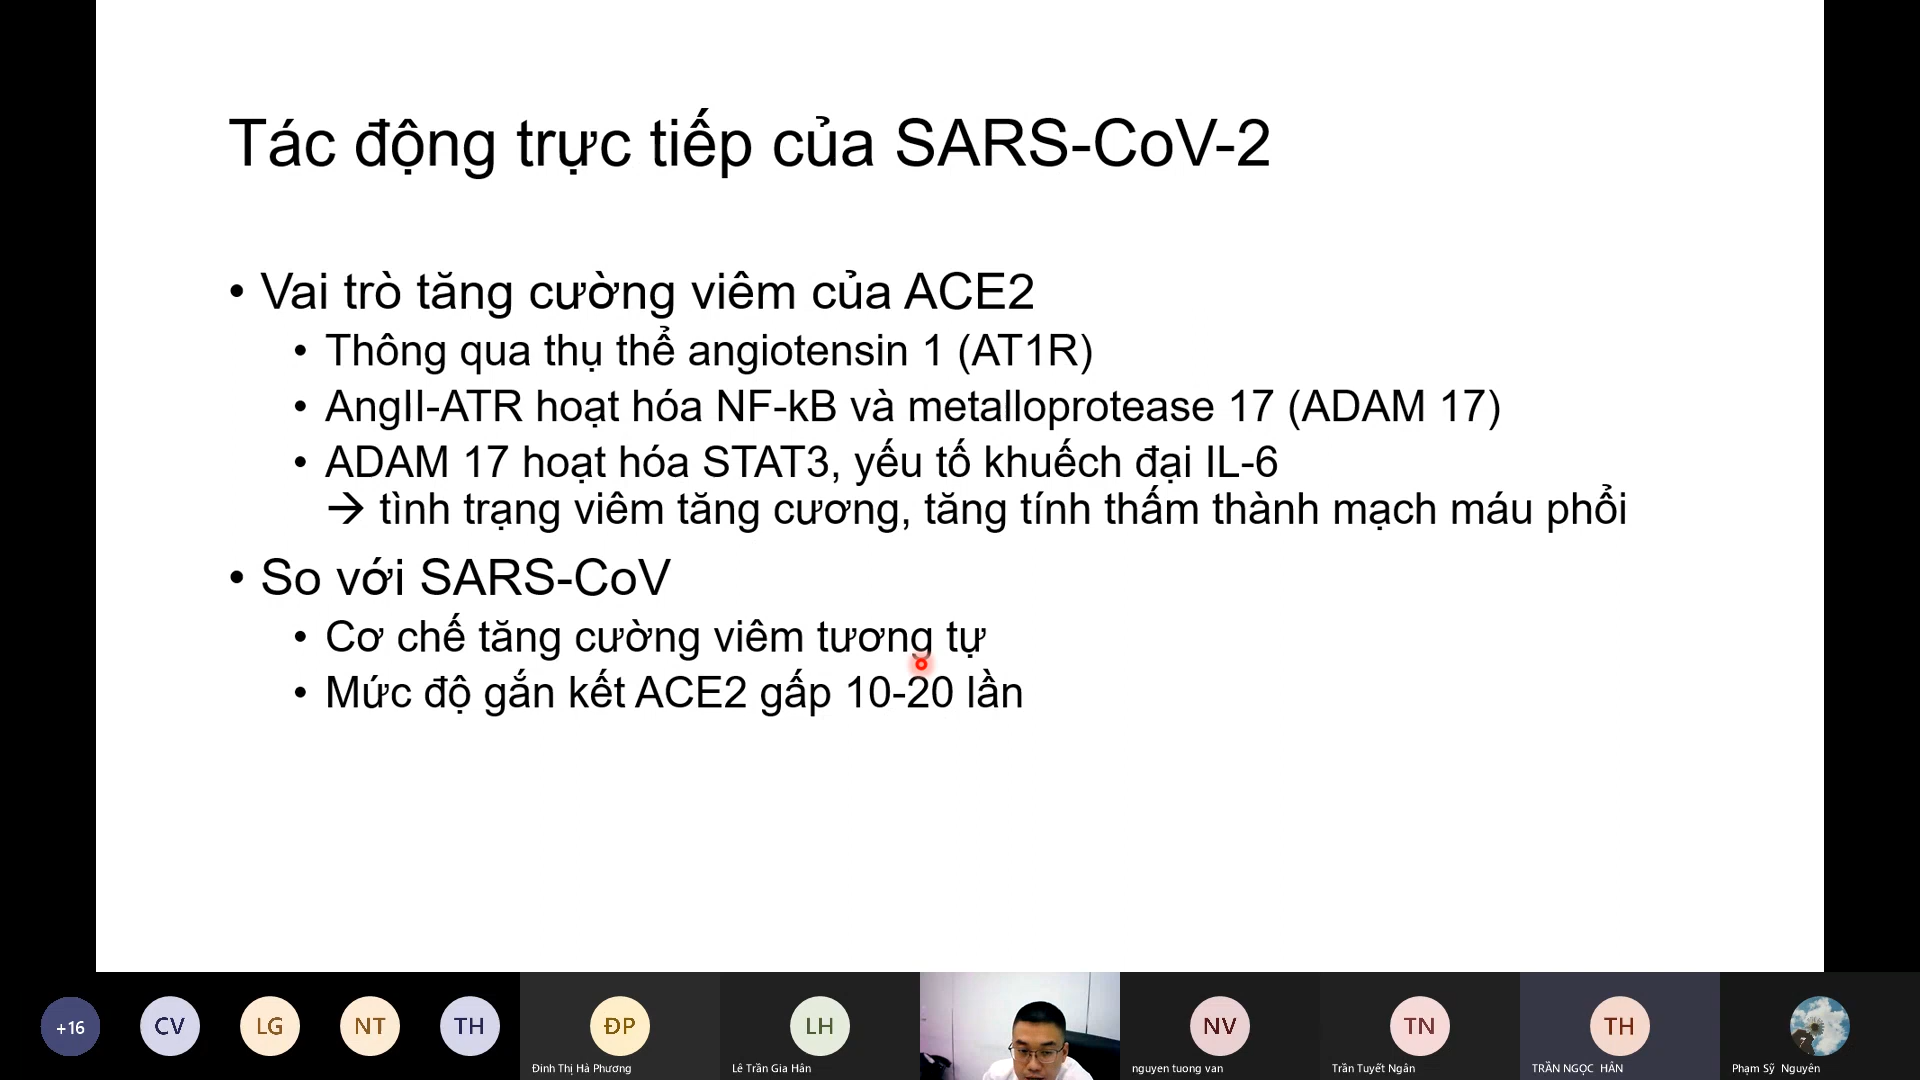 Tác động trực tiếp của SARS-CoV-2
• Vai trò tăng cường viêm của ACE2
• Thông qua thụ thể angiotensin 1 (AT1R)
• AngII-ATR hoạt hóa NF-kB và metalloprotease 17 (ADAM 17)
• ADAM 17 hoạt hóa STAT3, yếu tố khuếch đại IL-6
→ tình trạng viêm tăng cương, tăng tính thấm thành mạch máu phổi
• So với SARS-CoV
• Cơ chế tăng cường viêm tương tự
• Mức độ gắn kết ACE2 gấp 10-20 lần
+16 CV LG NT TH ĐP LH NV TN TH
Đinh Thị Hà Phương Lê Trần Gia Hân nguyen tuong van Trần Tuyết Ngân TRẦN NGỌC HÂN Phạm Sỹ Nguyên